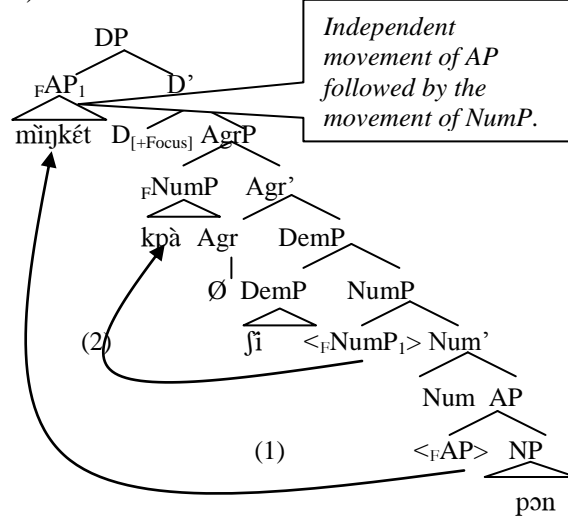 Independent
movement of AP
followed by the
movement of NumP.
DP
FAP1 D’
mìŋkɛ́t D[+Focus] AgrP
FNumP Agr’
kpà Agr DemP
Ø DemP NumP
(2) ʃì <FNumP1> Num’
Num AP
(1) <FAP> NP
pɔn